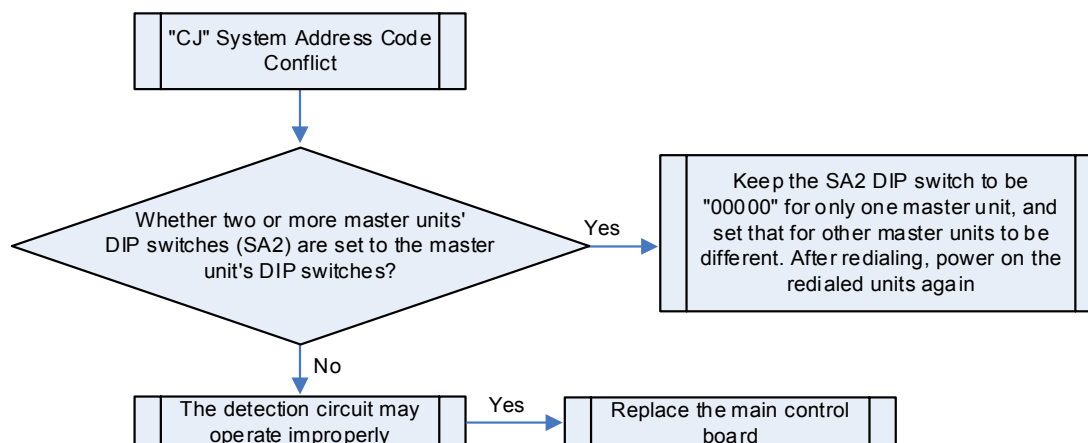 "CJ" System Address Code
Conflict
Whether two or more master units'
DIP switches (SA2) are set to the master
unit's DIP switches?
Yes
Keep the SA2 DIP switch to be
"00000" for only one master unit, and
set that for other master units to be
different. After redialing, power on the
redialed units again
No
The detection circuit may
operate improperly
Yes
Replace the main control
board